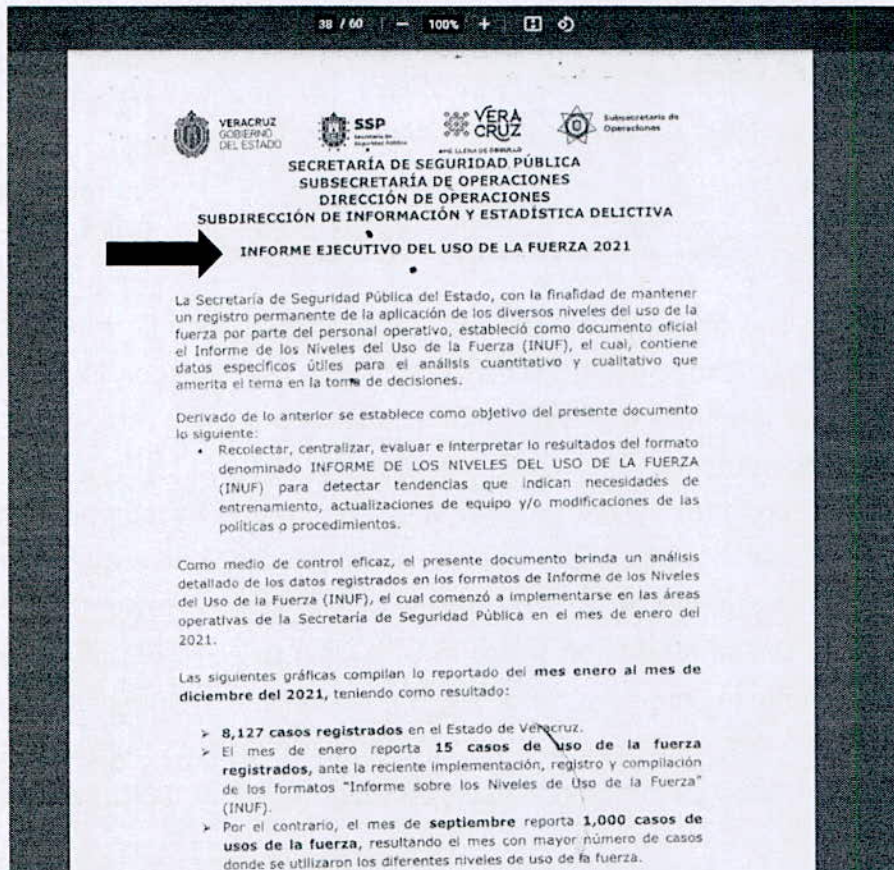 38 / 60 — 100% +
VERACRUZ
GOBIERNO
DEL ESTADO
SSP
Secretaría de
Seguridad Pública
VERA
CRUZ
ME LLENA DE ORGULLO
Subsecretaría de
Operaciones
SECRETARÍA DE SEGURIDAD PÚBLICA
SUBSECRETARÍA DE OPERACIONES
DIRECCIÓN DE OPERACIONES
SUBDIRECCIÓN DE INFORMACIÓN Y ESTADÍSTICA DELICTIVA
INFORME EJECUTIVO DEL USO DE LA FUERZA 2021
La Secretaría de Seguridad Pública del Estado, con la finalidad de mantener
un registro permanente de la aplicación de los diversos niveles del uso de la
fuerza por parte del personal operativo, estableció como documento oficial
el Informe de los Niveles del Uso de la Fuerza (INUF), el cual, contiene
datos específicos útiles para el análisis cuantitativo y cualitativo que
amerita el tema en la toma de decisiones.
Derivado de lo anterior se establece como objetivo del presente documento
lo siguiente:
• Recolectar, centralizar, evaluar e interpretar lo resultados del formato
denominado INFORME DE LOS NIVELES DEL USO DE LA FUERZA
(INUF) para detectar tendencias que indican necesidades de
entrenamiento, actualizaciones de equipo y/o modificaciones de las
políticas o procedimientos.
Como medio de control eficaz, el presente documento brinda un análisis
detallado de los datos registrados en los formatos de Informe de los Niveles
del Uso de la Fuerza (INUF), el cual comenzó a implementarse en las áreas
operativas de la Secretaría de Seguridad Pública en el mes de enero del
2021.
Las siguientes gráficas compilan lo reportado del mes enero al mes de
diciembre del 2021, teniendo como resultado:
➢ 8,127 casos registrados en el Estado de Veracruz.
➢ El mes de enero reporta 15 casos de uso de la fuerza
registrados, ante la reciente implementación, registro y compilación
de los formatos "Informe sobre los Niveles de Uso de la Fuerza"
(INUF).
➢ Por el contrario, el mes de septiembre reporta 1,000 casos de
usos de la fuerza, resultando el mes con mayor número de casos
donde se utilizaron los diferentes niveles de uso de la fuerza.